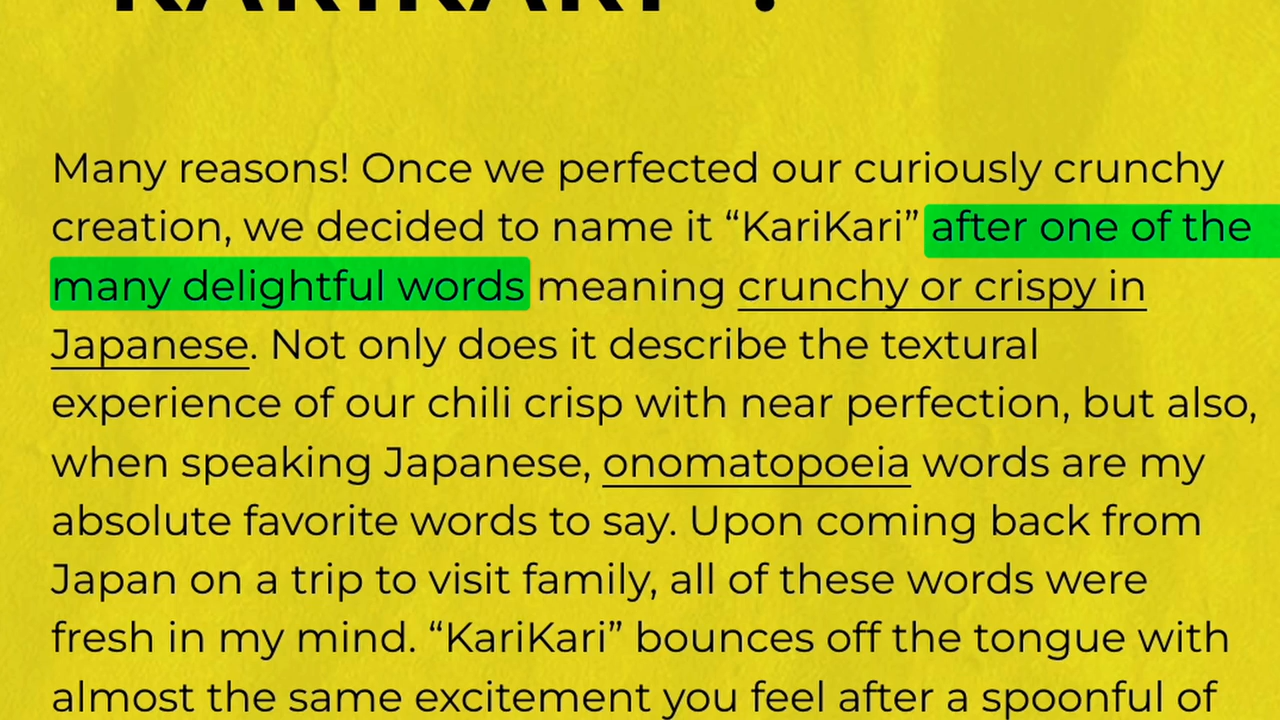 Many reasons! Once we perfected our curiously crunchy
creation, we decided to name it “KariKari” after one of the
many delightful words meaning crunchy or crispy in
Japanese. Not only does it describe the textural
experience of our chili crisp with near perfection, but also,
when speaking Japanese, onomatopoeia words are my
absolute favorite words to say. Upon coming back from
Japan on a trip to visit family, all of these words were
fresh in my mind. “KariKari” bounces off the tongue with
almost the same excitement you feel after a spoonful of